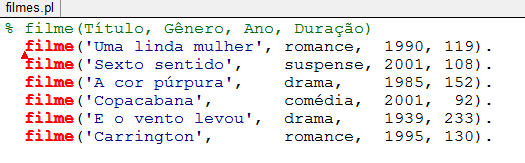 filmes.pl
% filme(Título, Gênero, Ano, Duração)
filme('Uma linda mulher', romance, 1990, 119).
filme('Sexto sentido', suspense, 2001, 108).
filme('A cor púrpura', drama, 1985, 152).
filme('Copacabana', comédia, 2001, 92).
filme('E o vento levou', drama, 1939, 233).
filme('Carrington', romance, 1995, 130).